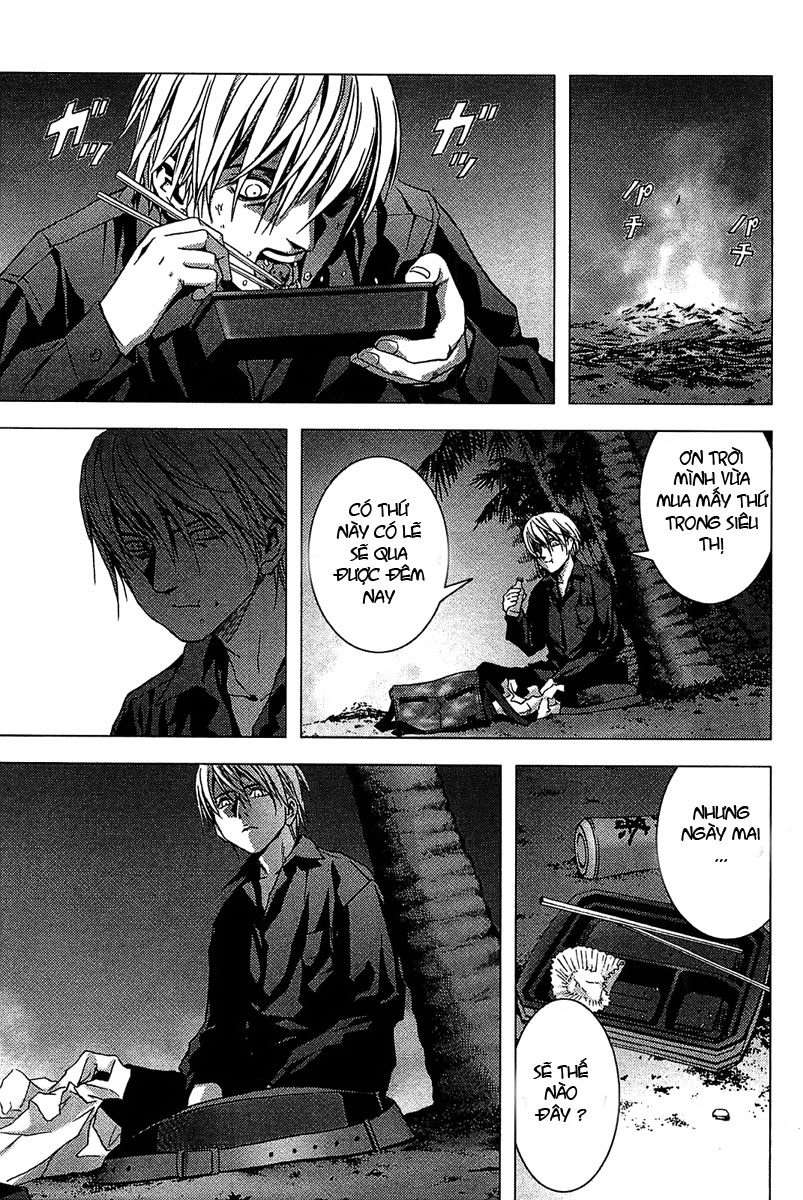 パチ
パチ
ガッ
ガッ
ƠN TRỜI
MÌNH VỪA
MUA MẤY THỨ
TRONG SIÊU
THỊ
CÓ THỨ
NÀY CÓ LẼ
SẼ QUA
ĐƯỢC ĐÊM
NAY
NHƯNG
NGÀY MAI
...
SẼ THẾ
NÀO
ĐÂY ?